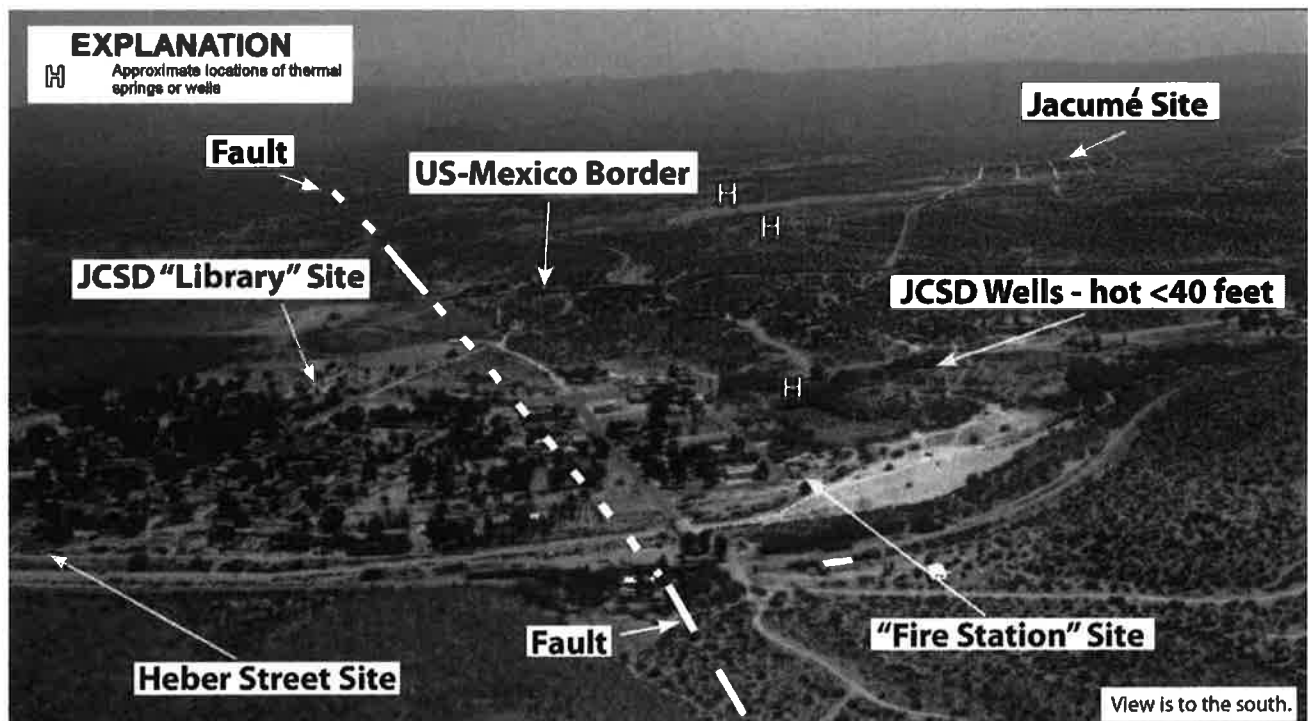 EXPLANATION
H Approximate locations of thermal
springs or wells
Jacumé Site
Fault
US-Mexico Border
JCSD "Library" Site
JCSD Wells - hot <40 feet
H
H
H
Fault
"Fire Station" Site
Heber Street Site
View is to the south.